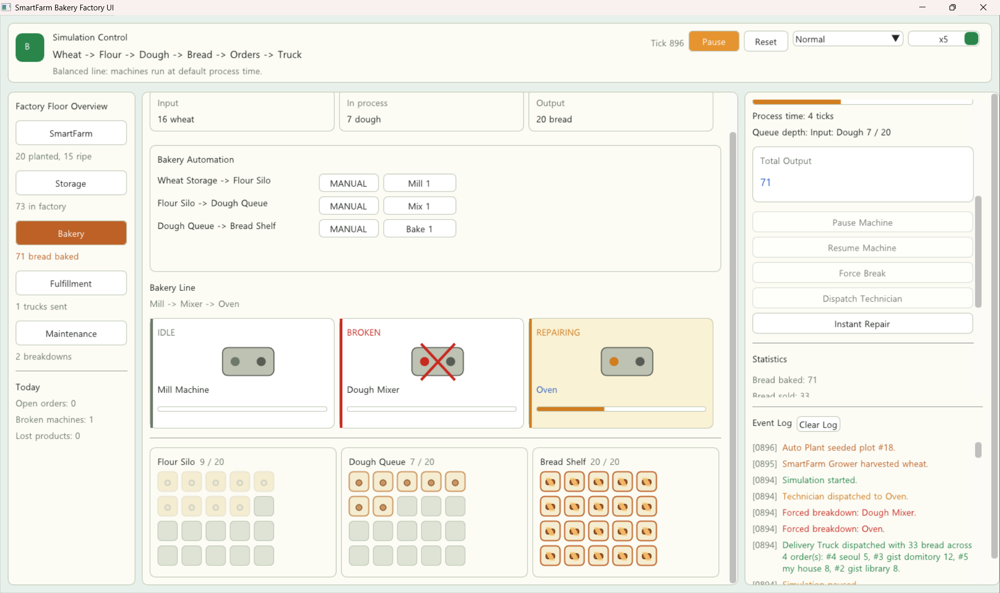 SmartFarm Bakery Factory UI
B
Simulation Control
Wheat -> Flour -> Dough -> Bread -> Orders -> Truck
Balanced line: machines run at default process time.
Tick 896
Pause
Reset
Normal
x5
Factory Floor Overview
SmartFarm
20 planted, 15 ripe
Storage
73 in factory
Bakery
71 bread baked
Fulfillment
1 trucks sent
Maintenance
2 breakdowns
Today
Open orders: 0
Broken machines: 1
Lost products: 0
Input
16 wheat
In process
7 dough
Output
20 bread
Bakery Automation
Wheat Storage -> Flour Silo
MANUAL
Mill 1
Flour Silo -> Dough Queue
MANUAL
Mix 1
Dough Queue -> Bread Shelf
MANUAL
Bake 1
Bakery Line
Mill -> Mixer -> Oven
IDLE
Mill Machine
BROKEN
Dough Mixer
REPAIRING
Oven
Flour Silo 9 / 20
Dough Queue 7 / 20
Bread Shelf 20 / 20
Process time: 4 ticks
Queue depth: Input: Dough 7 / 20
Total Output
71
Pause Machine
Resume Machine
Force Break
Dispatch Technician
Instant Repair
Statistics
Bread baked: 71
Bread sold: 33
Event Log
Clear Log
[0896] Auto Plant seeded plot #18.
[0895] SmartFarm Grower harvested wheat.
[0894] Simulation started.
[0894] Technician dispatched to Oven.
[0894] Forced breakdown: Dough Mixer.
[0894] Forced breakdown: Oven.
[0894] Delivery Truck dispatched with 33 bread across
4 order(s): #4 seoul 5, #3 gist domitory 12, #5
my house 8, #2 gist library 8.
[0894] Simulation paused.